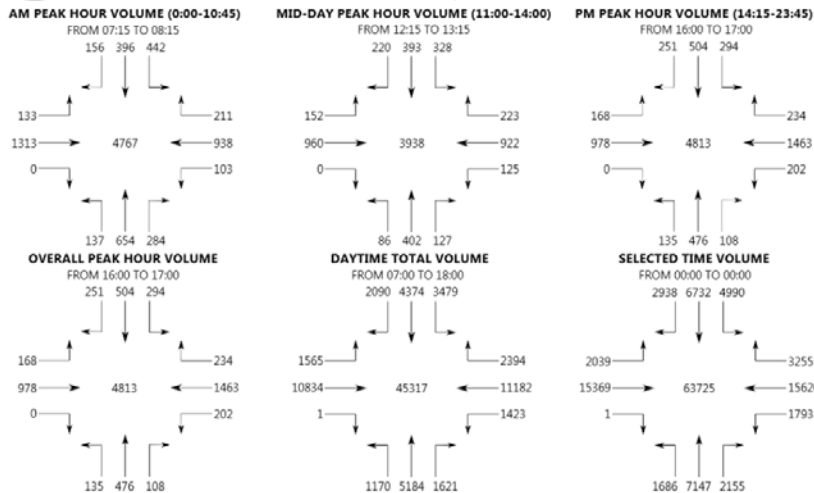 AM PEAK HOUR VOLUME (0:00-10:45)
FROM 07:15 TO 08:15
156 396 442
133
1313
0
4767
211
938
103
137 654 284
MID-DAY PEAK HOUR VOLUME (11:00-14:00)
FROM 12:15 TO 13:15
220 393 328
152
960
0
3938
223
922
125
86 402 127
PM PEAK HOUR VOLUME (14:15-23:45)
FROM 16:00 TO 17:00
251 504 294
168
978
0
4813
234
1463
202
135 476 108
OVERALL PEAK HOUR VOLUME
FROM 16:00 TO 17:00
251 504 294
168
978
0
4813
234
1463
202
135 476 108
DAYTIME TOTAL VOLUME
FROM 07:00 TO 18:00
2090 4374 3479
1565
10834
1
45317
2394
11182
1423
1170 5184 1621
SELECTED TIME VOLUME
FROM 00:00 TO 00:00
2938 6732 4990
2039
15369
1
63725
3255
1793
1686 7147 2155